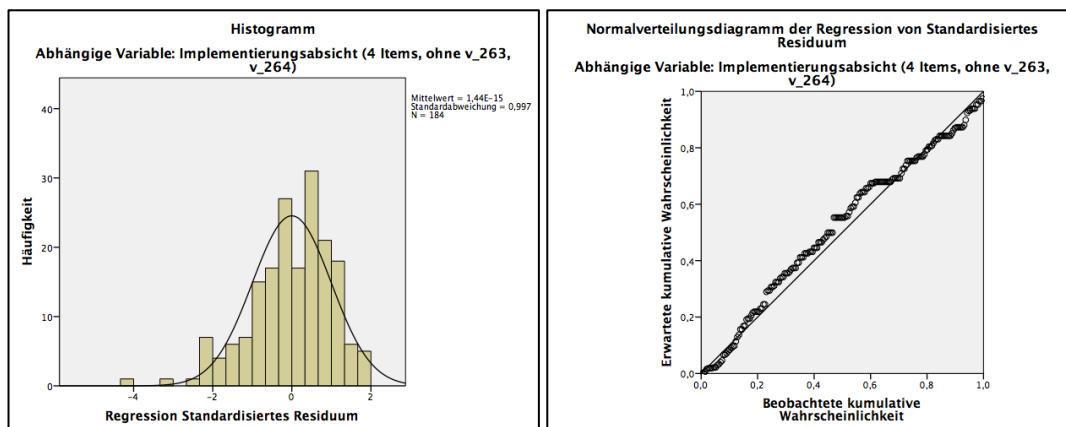 Histogramm
Abhängige Variable: Implementierungsabsicht (4 Items, ohne v_263,
v_264)
Mittelwert = 1,44E-15
Standardabweichung = 0,997
N = 184
Häufigkeit
40
30
20
10
0
-4
-2
0
2
Regression Standardisiertes Residuum
Normalverteilungsdiagramm der Regression von Standardisiertes
Residuum
Abhängige Variable: Implementierungsabsicht (4 Items, ohne v_263,
v_264)
Erwartete kumulative Wahrscheinlichkeit
1,0
0,8
0,6
0,4
0,2
0,0
0,0
0,2
0,4
0,6
0,8
1,0
Beobachtete kumulative
Wahrscheinlichkeit